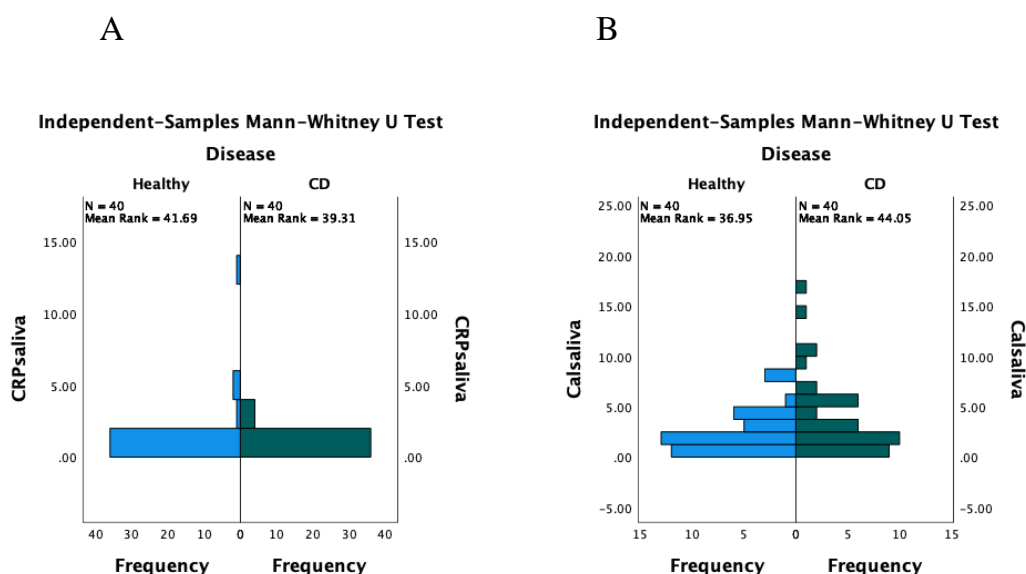 A
B
Independent-Samples Mann-Whitney U Test
Disease
Healthy
CD
N = 40
Mean Rank = 41.69
N = 40
Mean Rank = 39.31
15.00
10.00
5.00
.00
CRPsaliva
15.00
10.00
5.00
.00
CRPsaliva
40 30 20 10 0 10 20 30 40
Frequency
Frequency
Independent-Samples Mann-Whitney U Test
Disease
Healthy
CD
N = 40
Mean Rank = 36.95
N = 40
Mean Rank = 44.05
25.00
20.00
15.00
10.00
5.00
.00
-5.00
Calsaliva
25.00
20.00
15.00
10.00
5.00
.00
-5.00
Calsaliva
15 10 5 0 5 10 15
Frequency
Frequency